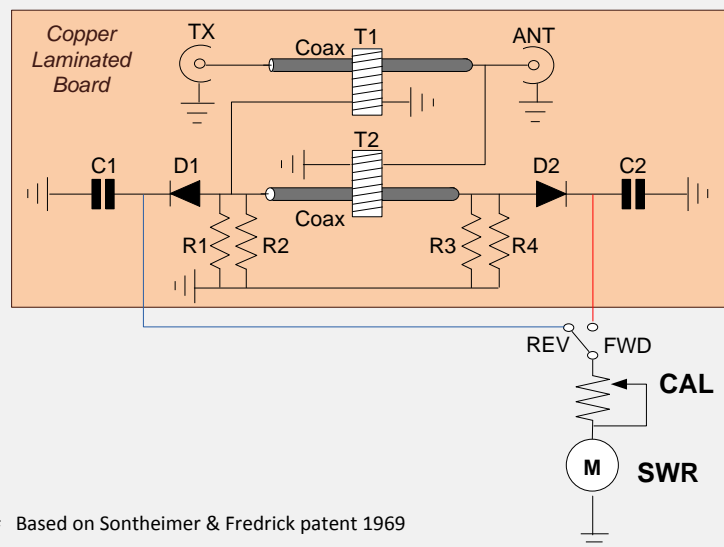 Copper
Laminated
Board
TX
Coax
T1
ANT
T2
C1
D1
D2
C2
Coax
R1
R2
R3
R4
REV
FWD
CAL
M
SWR
Based on Sontheimer & Fredrick patent 1969